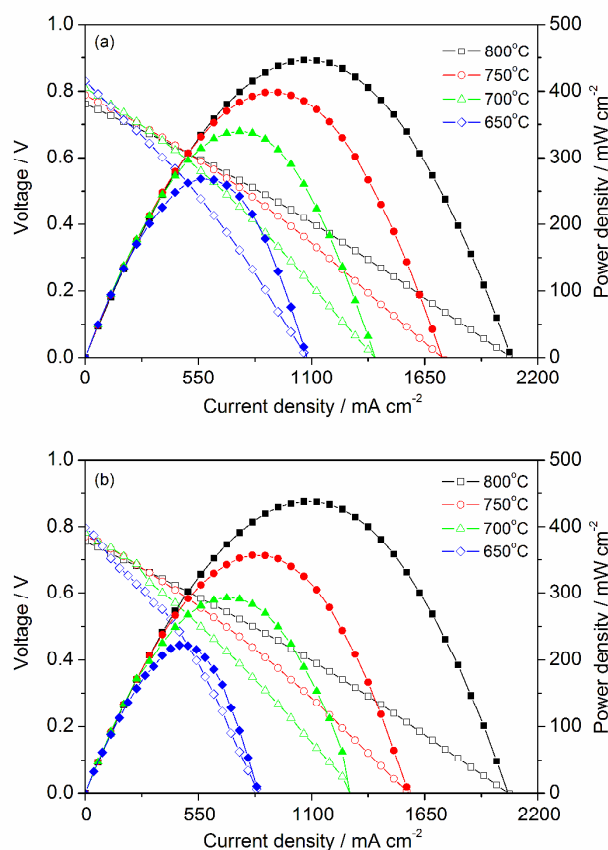 (a)
800°C
750°C
700°C
650°C
1.0
0.8
0.6
0.4
0.2
0.0
Voltage / V
500
400
300
200
100
0
Power density / mW cm-2
0 550 1100 1650 2200
Current density / mA cm-2
(b)
800°C
750°C
700°C
650°C
1.0
0.8
0.6
0.4
0.2
0.0
Voltage / V
500
400
300
200
100
0
Power density / mW cm-2
0 550 1100 1650 2200
Current density / mA cm-2